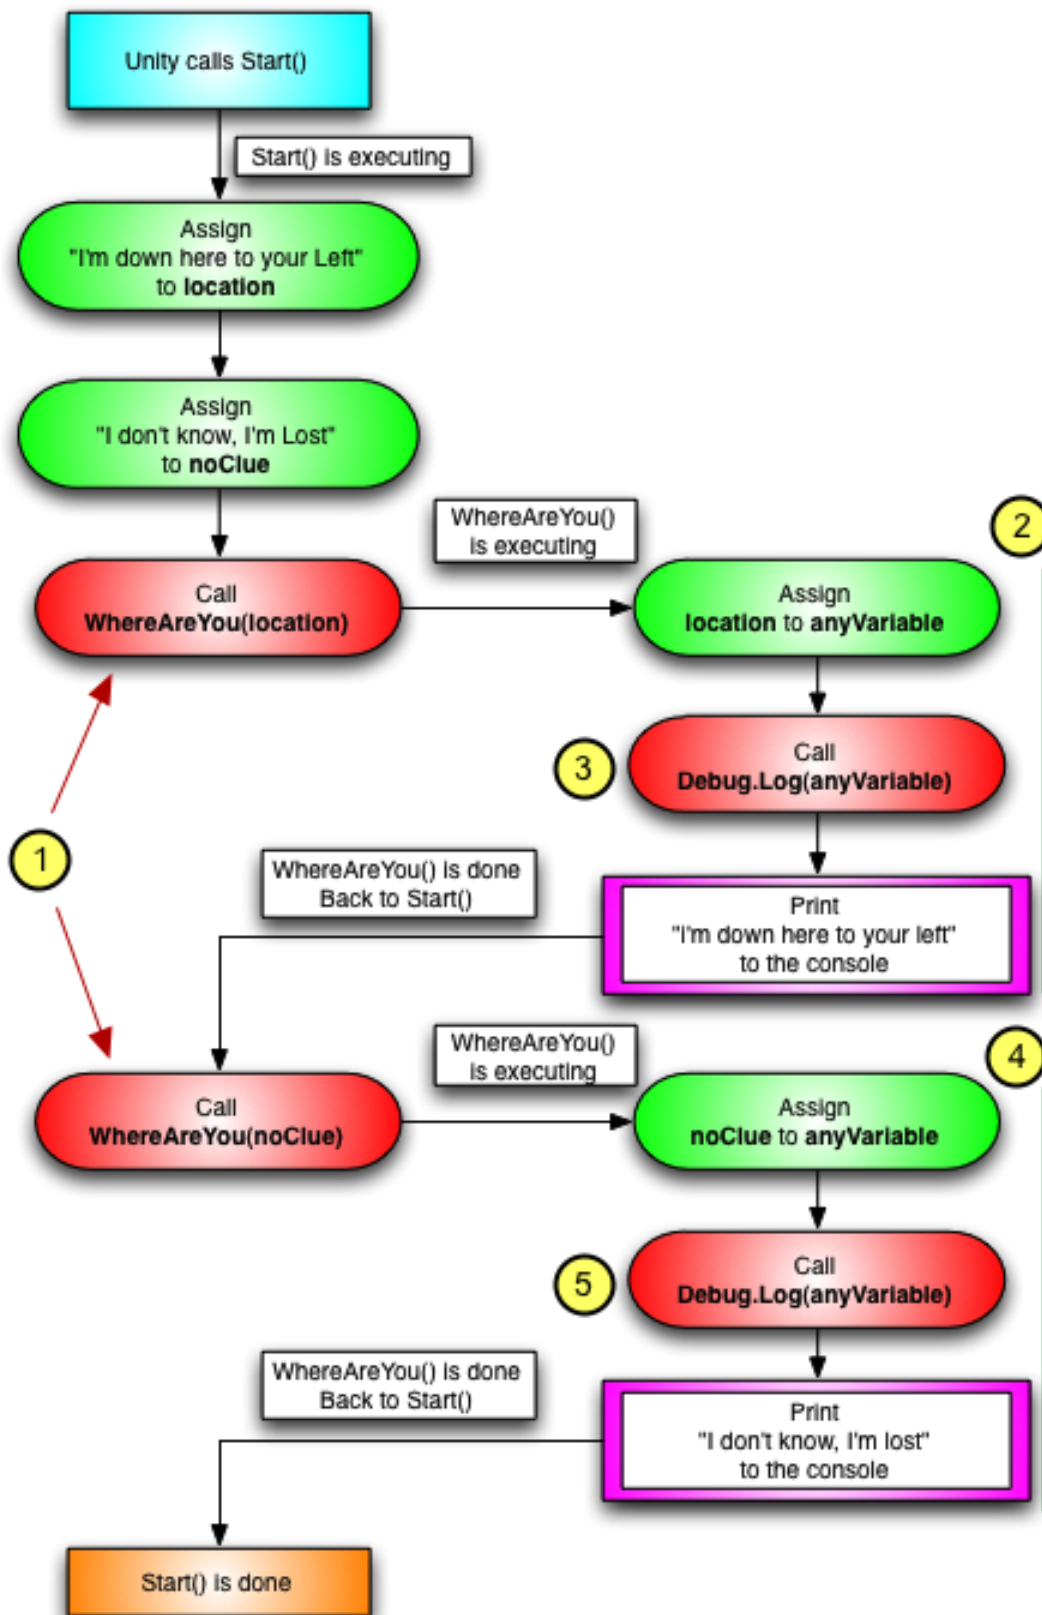 Unity calls Start()
Start() is executing
Assign
"I'm down here to your Left"
to location
Assign
"I don't know, I'm Lost"
to noClue
Call
WhereAreYou(location)
WhereAreYou()
is executing
2
Assign
location to anyVariable
3
Call
Debug.Log(anyVariable)
1
WhereAreYou() is done
Back to Start()
Print
"I'm down here to your left"
to the console
Call
WhereAreYou(noClue)
WhereAreYou()
is executing
4
Assign
noClue to anyVariable
5
Call
Debug.Log(anyVariable)
WhereAreYou() is done
Back to Start()
Print
"I don't know, I'm lost"
to the console
Start() is done